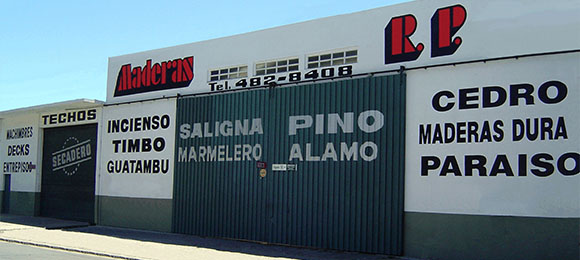 Maderas
R.P.
Tel. 482-8408
MACHIMBRES
DECKS
ENTREPISO
TECHOS
SECADERO
INCIENSO
TIMBO
GUATAMBU
SALIGNA
MARMELERO
PINO
ALAMO
CEDRO
MADERAS DURA
PARAISO